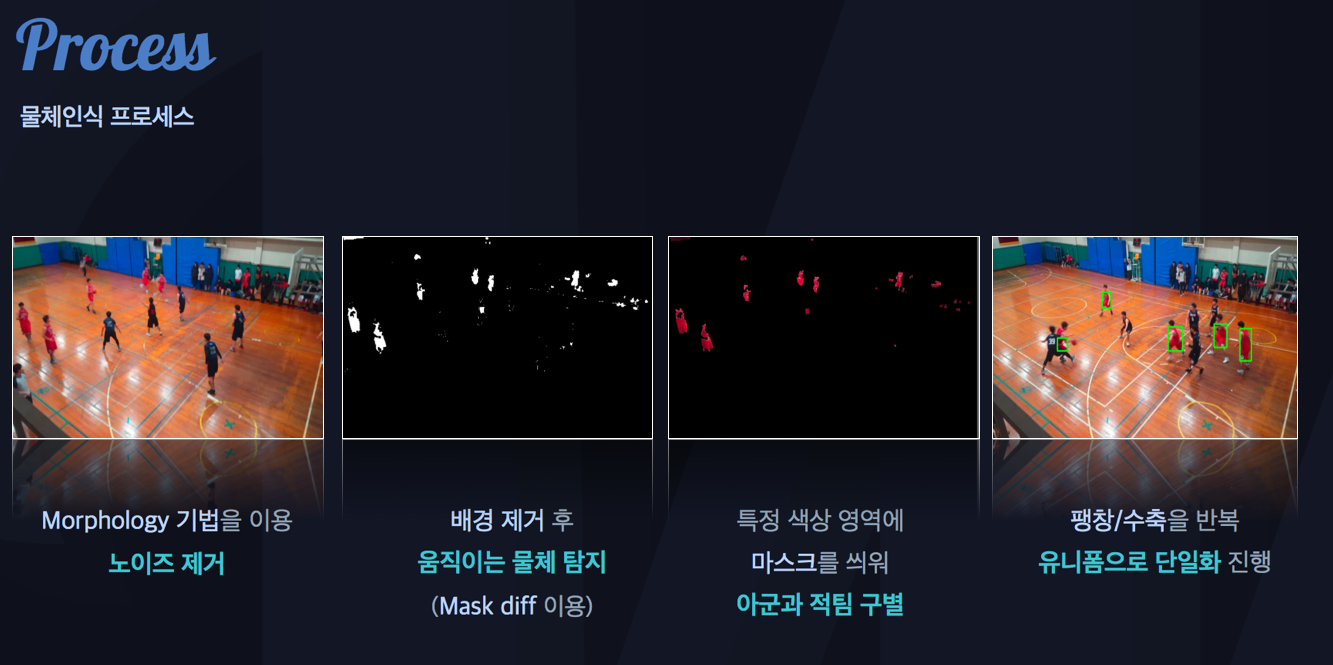 Process
물체인식 프로세스
Morphology 기법을 이용
노이즈 제거
배경 제거 후
움직이는 물체 탐지
(Mask diff 이용)
특정 색상 영역에
마스크를 씌워
아군과 적팀 구별
팽창/수축을 반복
유니폼으로 단일화 진행